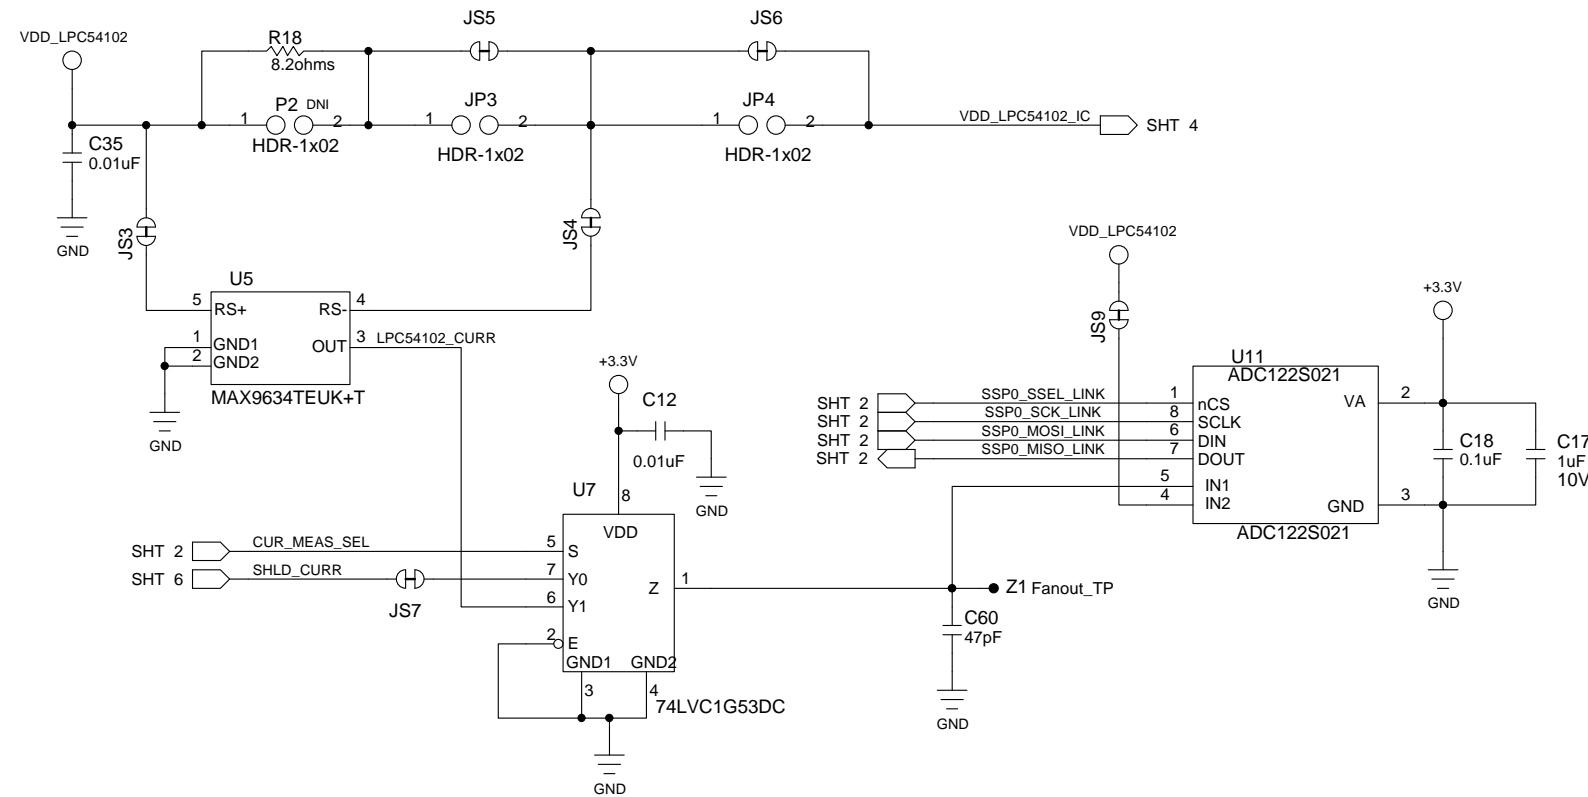 JS5
JS6
VDD_LPC54102
R18
8.2ohms
P2 DNI
1 2
HDR-1x02
JP3
1 2
HDR-1x02
JP4
1 2
HDR-1x02
VDD_LPC54102_IC
SHT 4
C35
0.01uF
GND
JS3
JS4
U5
5 RS+
RS- 4
1 GND1
2 GND2
OUT 3
LPC54102_CURR
MAX9634TEUK+T
GND
+3.3V
C12
0.01uF
GND
U7
8
VDD
SHT 2 CUR_MEAS_SEL 5 S
SHT 6 SHLD_CURR 7 Y0
JS7
6 Y1
Z 1
2 E
GND1 GND2
3 4
74LVC1G53DC
GND
Z1 Fanout_TP
C60
47pF
GND
VDD_LPC54102
JS9
+3.3V
U11
ADC122S021
SHT 2 SSP0_SSEL_LINK 1 nCS
SHT 2 SSP0_SCK_LINK 8 SCLK
SHT 2 SSP0_MOSI_LINK 6 DIN
SHT 2 SSP0_MISO_LINK 7 DOUT
5 IN1
4 IN2
VA 2
GND 3
ADC122S021
C18
0.1uF
C17
1uF
10V
GND